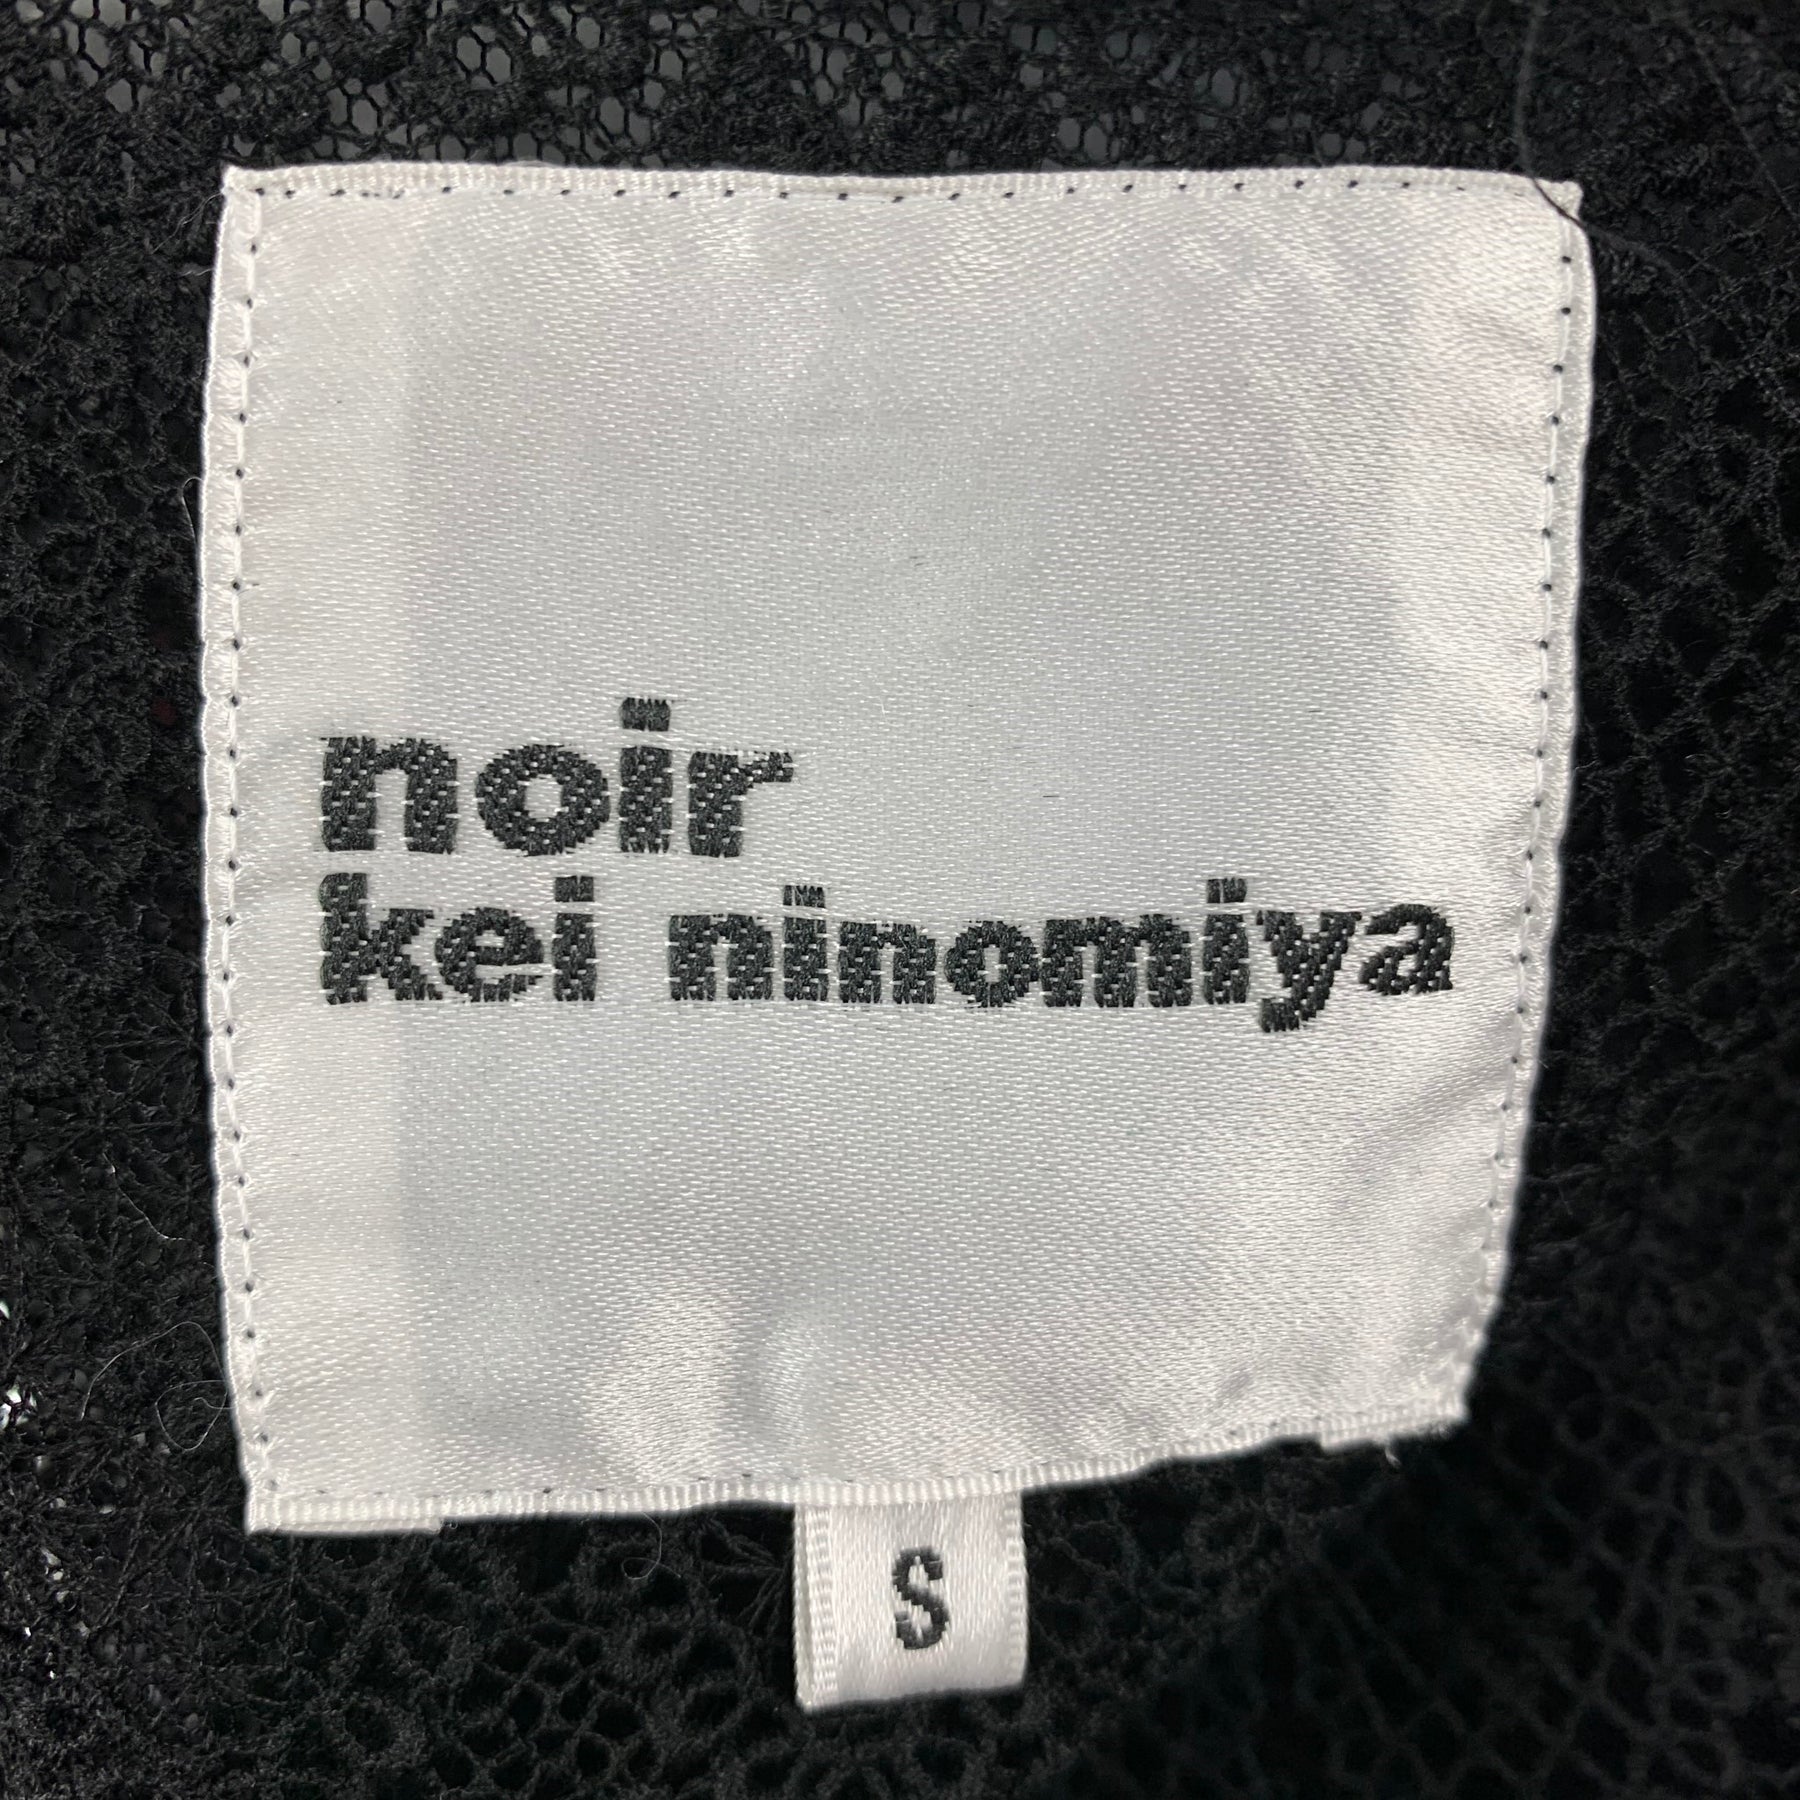 noir
kei ninomiya
S